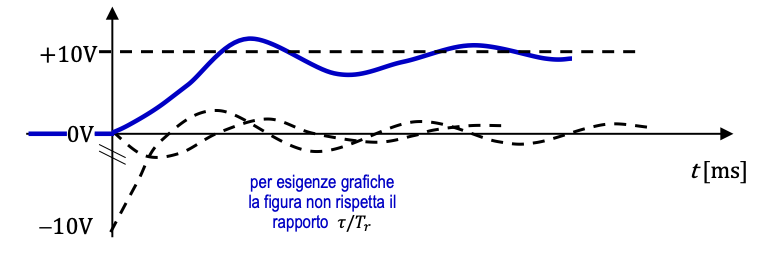 +10V
0V
t[ms]
per esigenze grafiche
la figura non rispetta il
rapporto τ/Tr
−10V